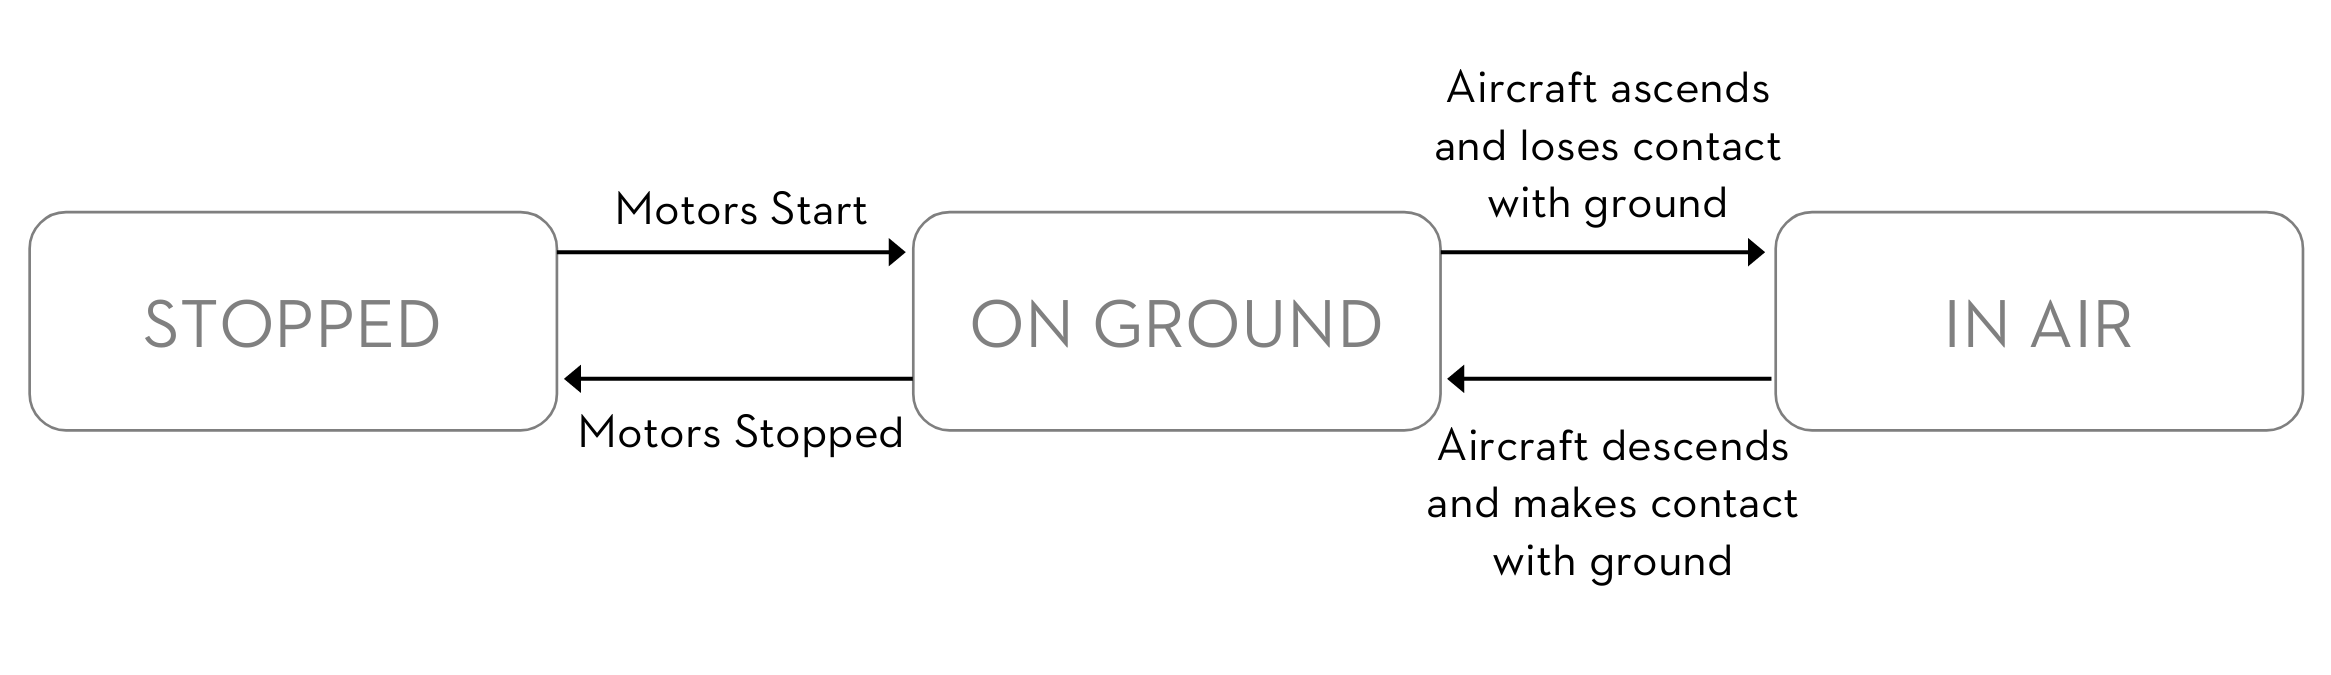 Aircraft ascends
and loses contact
with ground
Motors Start
STOPPED
ON GROUND
IN AIR
Motors Stopped
Aircraft descends
and makes contact
with ground